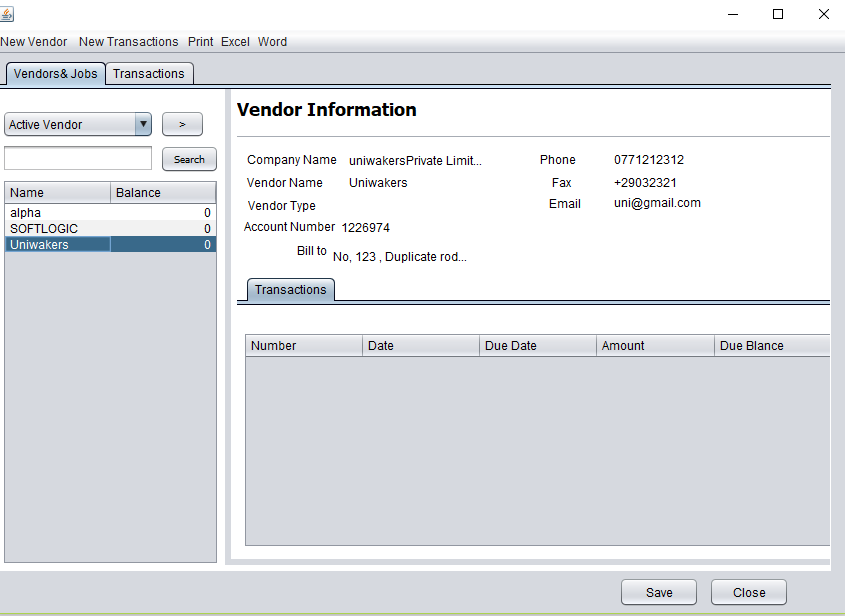 New Vendor New Transactions Print Excel Word
Vendors& Jobs Transactions
Active Vendor >
Search
Name Balance
alpha 0
SOFTLOGIC 0
Uniwakers 0
Vendor Information
Company Name uniwakersPrivate Limit... Phone 0771212312
Vendor Name Uniwakers Fax +29032321
Vendor Type Email uni@gmail.com
Account Number 1226974
Bill to No, 123 , Duplicate rod...
Transactions
Number Date Due Date Amount Due Blance
Save Close